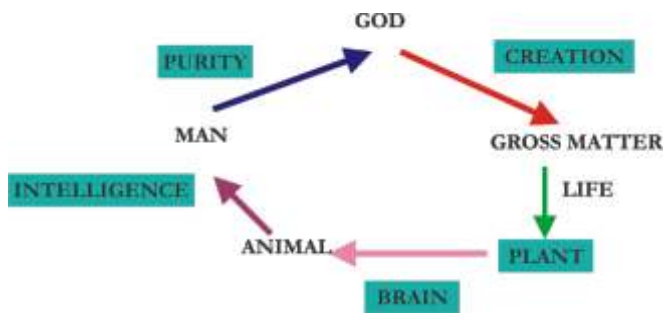 GOD
PURITY
CREATION
MAN
GROSS MATTER
INTELLIGENCE
LIFE
ANIMAL
PLANT
BRAIN